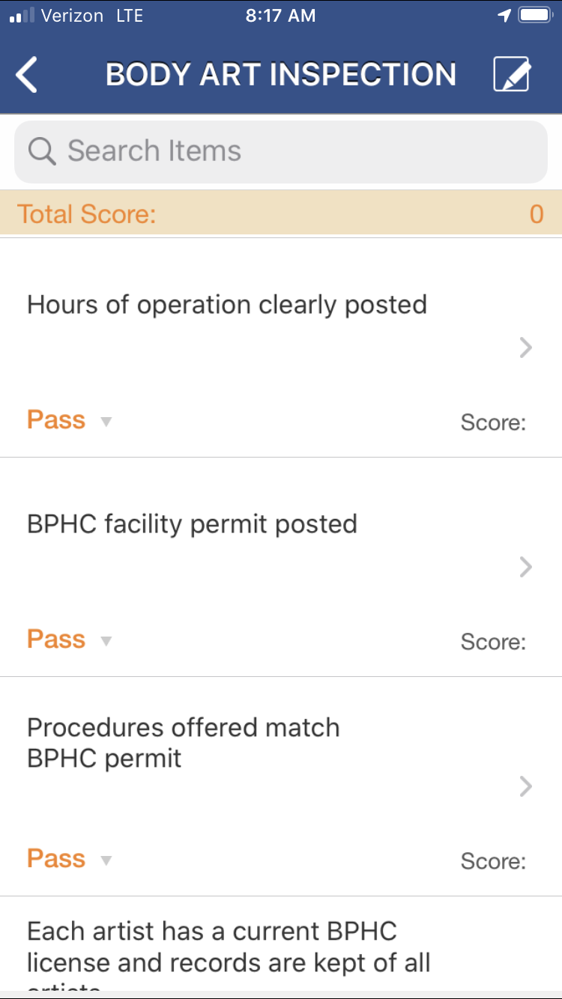 Verizon LTE 8:17 AM
BODY ART INSPECTION
Search Items
Total Score: 0
Hours of operation clearly posted
Pass Score:
BPHC facility permit posted
Pass Score:
Procedures offered match
BPHC permit
Pass Score:
Each artist has a current BPHC
license and records are kept of all